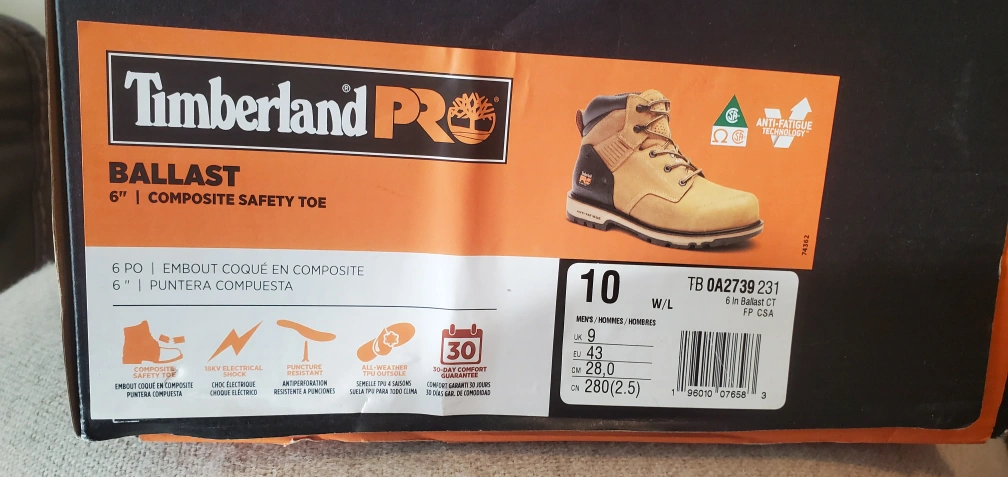 Timberland® PRO®
BALLAST
6" | COMPOSITE SAFETY TOE
ANTI-FATIGUE
TECHNOLOGY
74362
6 PO | EMBOUT COQUÉ EN COMPOSITE
6" | PUNTERA COMPUESTA
COMPOSITE
SAFETY TOE
EMBOUT COQUÉ EN COMPOSITE
PUNTERA COMPUESTA
18KV ELECTRICAL
SHOCK
CHOC ÉLECTRIQUE
CHOQUE ELÉCTRICO
PUNCTURE
RESISTANT
ANTIPERFORATION
RESISTENTE A PUNCIONES
ALL-WEATHER
TPU OUTSOLE
SEMELLE TPU 4 SAISONS
SUELA TPU PARA TODO CLIMA
30
30-DAY COMFORT
GUARANTEE
CONFORT GARANTI 30 JOURS
30 DÍAS GAR. DE COMODIDAD
10 W/L
MEN'S / HOMMES / HOMBRES
UK 9
EU 43
CM 28,0
CN 280(2.5)
TB 0A2739 231
6 In Ballast CT
FP CSA
1 96010 07658 3